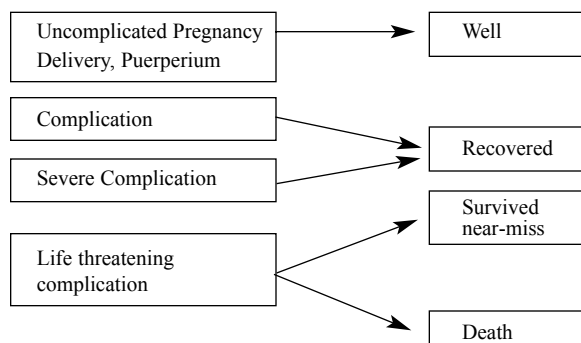 Uncomplicated Pregnancy
Delivery, Puerperium
Well
Complication
Severe Complication
Recovered
Life threatening
complication
Survived
near-miss
Death